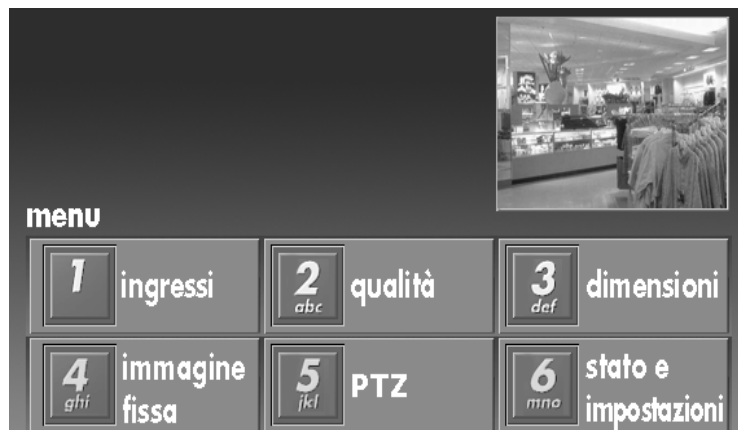 menu
1 ingressi
2 abc qualità
3 def dimensioni
4 ghi immagine
fissa
5 jkl PTZ
6 mno stato e
impostazioni